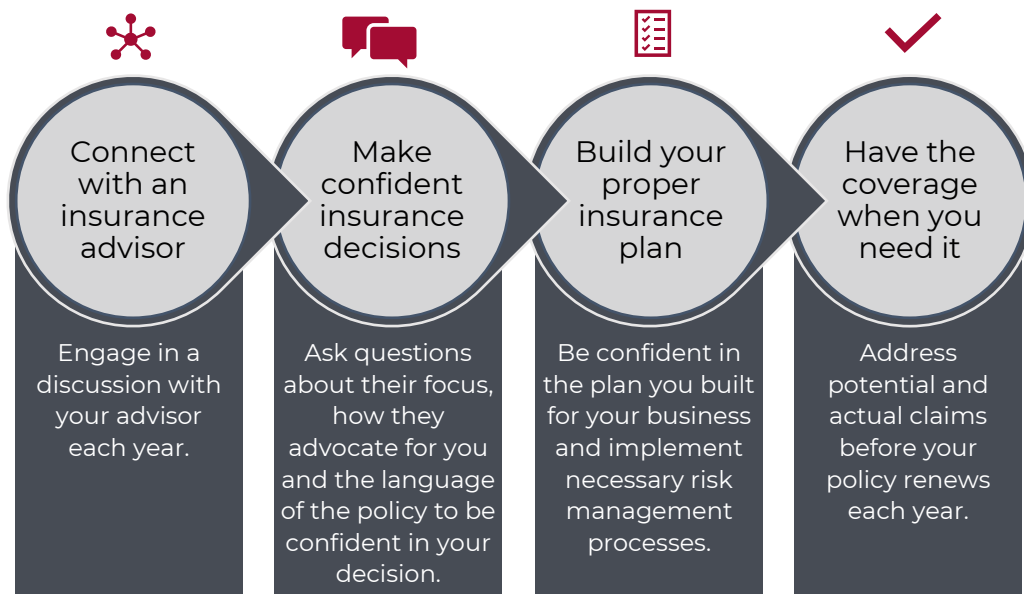 Connect
with an
insurance
advisor
Make
confident
insurance
decisions
Build your
proper
insurance
plan
Have the
coverage
when you
need it
Engage in a
discussion with
your advisor
each year.
Ask questions
about their focus,
how they
advocate for you
and the language
of the policy to be
confident in your
decision.
Be confident in
the plan you built
for your business
and implement
necessary risk
management
processes.
Address
potential and
actual claims
before your
policy renews
each year.